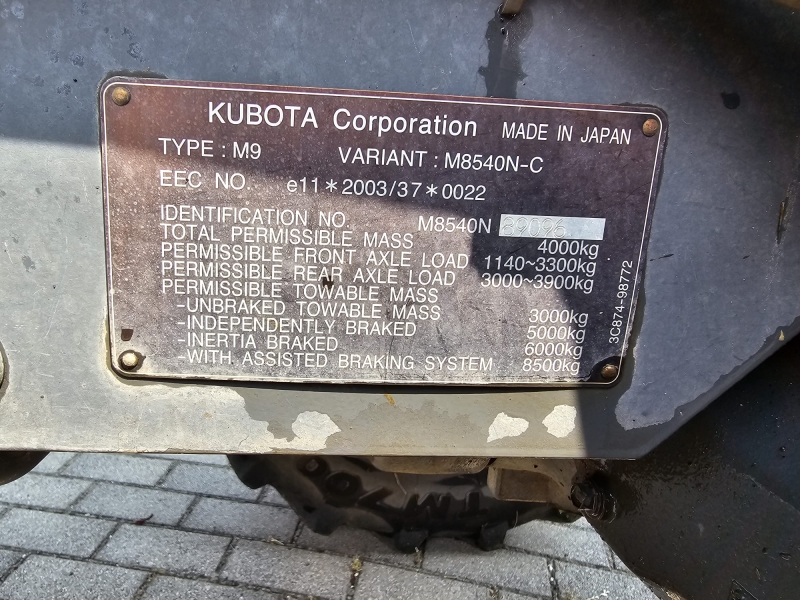 KUBOTA Corporation MADE IN JAPAN
TYPE : M9 VARIANT : M8540N-C
EEC NO. e11*2003/37*0022
IDENTIFICATION NO. M8540N 89096
TOTAL PERMISSIBLE MASS 4000kg
PERMISSIBLE FRONT AXLE LOAD 1140~3300kg
PERMISSIBLE REAR AXLE LOAD 3000~3900kg
PERMISSIBLE TOWABLE MASS
-UNBRAKED TOWABLE MASS 3000kg
-INDEPENDENTLY BRAKED 5000kg
-INERTIA BRAKED 6000kg
-WITH ASSISTED BRAKING SYSTEM 8500kg
3C874-98772
TM700